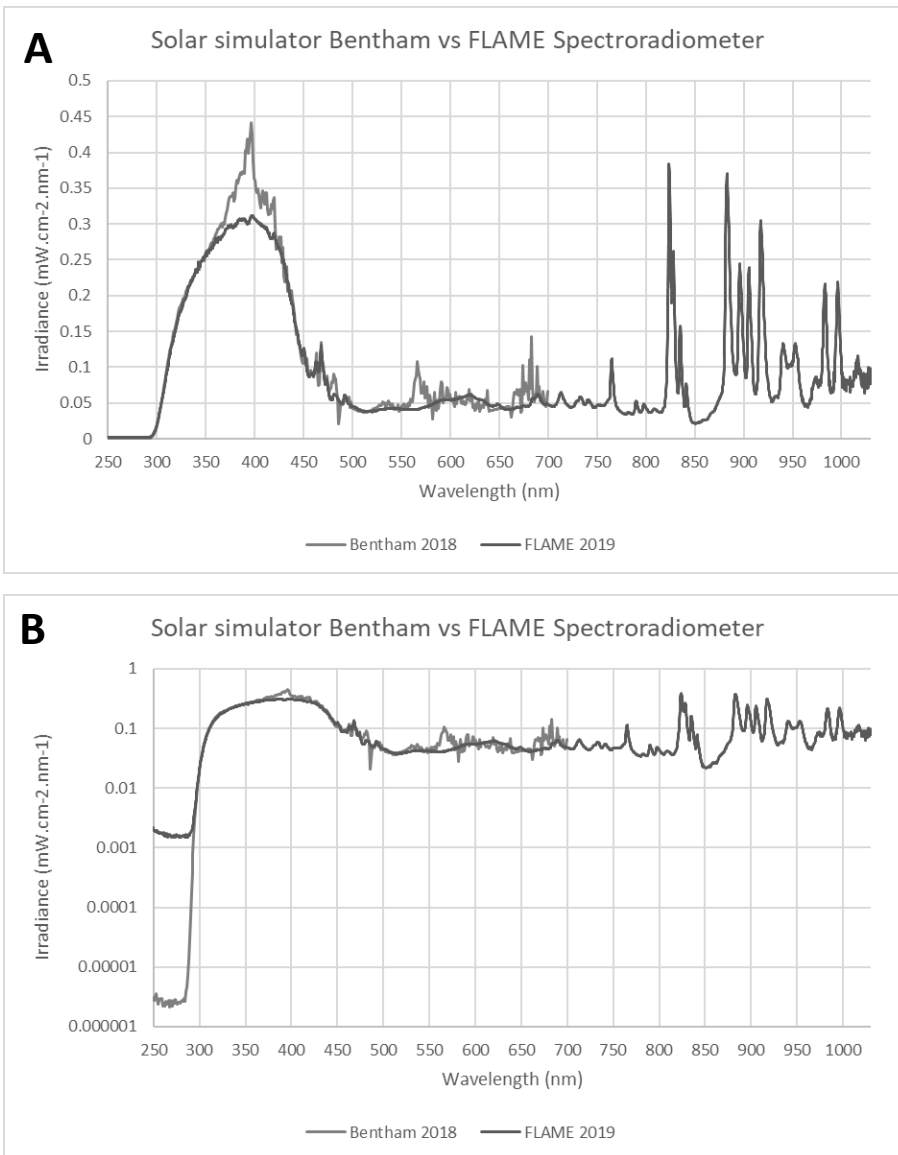 A
Solar simulator Bentham vs FLAME Spectroradiometer
Irradiance (mW.cm-2.nm-1)
0.5
0.45
0.4
0.35
0.3
0.25
0.2
0.15
0.1
0.05
0
250 300 350 400 450 500 550 600 650 700 750 800 850 900 950 1000
Wavelength (nm)
Bentham 2018 FLAME 2019
B
Solar simulator Bentham vs FLAME Spectroradiometer
Irradiance (mW.cm-2.nm-1)
1
0.1
0.01
0.001
0.0001
0.00001
0.000001
250 300 350 400 450 500 550 600 650 700 750 800 850 900 950 1000
Wavelength (nm)
Bentham 2018 FLAME 2019